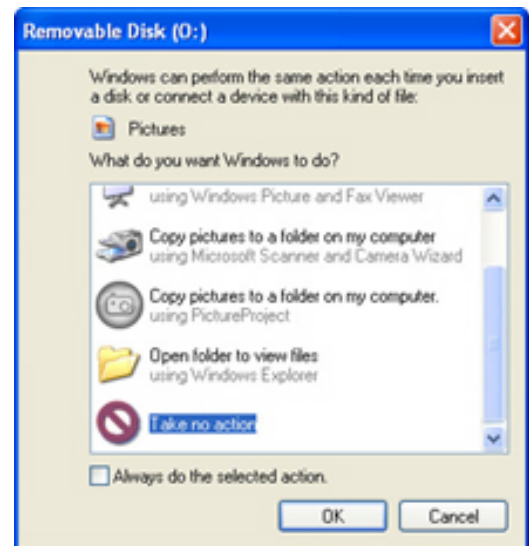 Removable Disk (O:)
Windows can perform the same action each time you insert
a disk or connect a device with this kind of file:
Pictures
What do you want Windows to do?
using Windows Picture and Fax Viewer
Copy pictures to a folder on my computer
using Microsoft Scanner and Camera Wizard
Copy pictures to a folder on my computer.
using PictureProject
Open folder to view files
using Windows Explorer
Take no action
Always do the selected action.
OK
Cancel